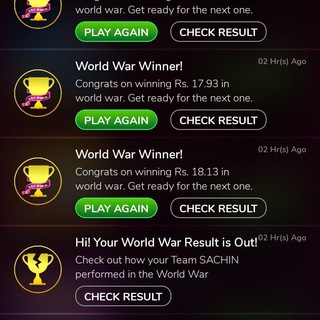 world war. Get ready for the next one.
PLAY AGAIN CHECK RESULT
World War Winner! 02 Hr(s) Ago
Congrats on winning Rs. 17.93 in
world war. Get ready for the next one.
PLAY AGAIN CHECK RESULT
World War Winner! 02 Hr(s) Ago
Congrats on winning Rs. 18.13 in
world war. Get ready for the next one.
PLAY AGAIN CHECK RESULT
Hi! Your World War Result is Out! 02 Hr(s) Ago
Check out how your Team SACHIN
performed in the World War
CHECK RESULT